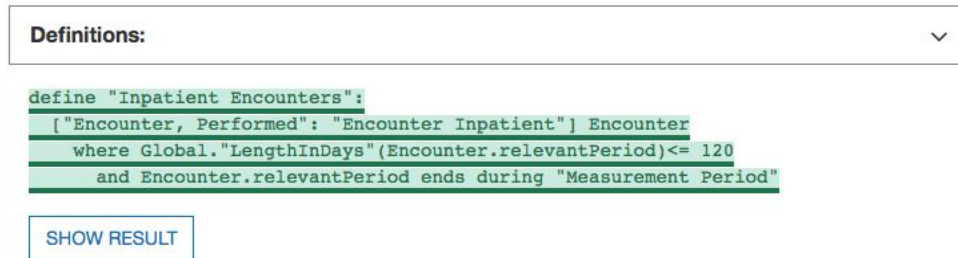 Definitions:
define "Inpatient Encounters":
["Encounter, Performed": "Encounter Inpatient"] Encounter
where Global."LengthInDays"(Encounter.relevantPeriod)<= 120
and Encounter.relevantPeriod ends during "Measurement Period"
SHOW RESULT